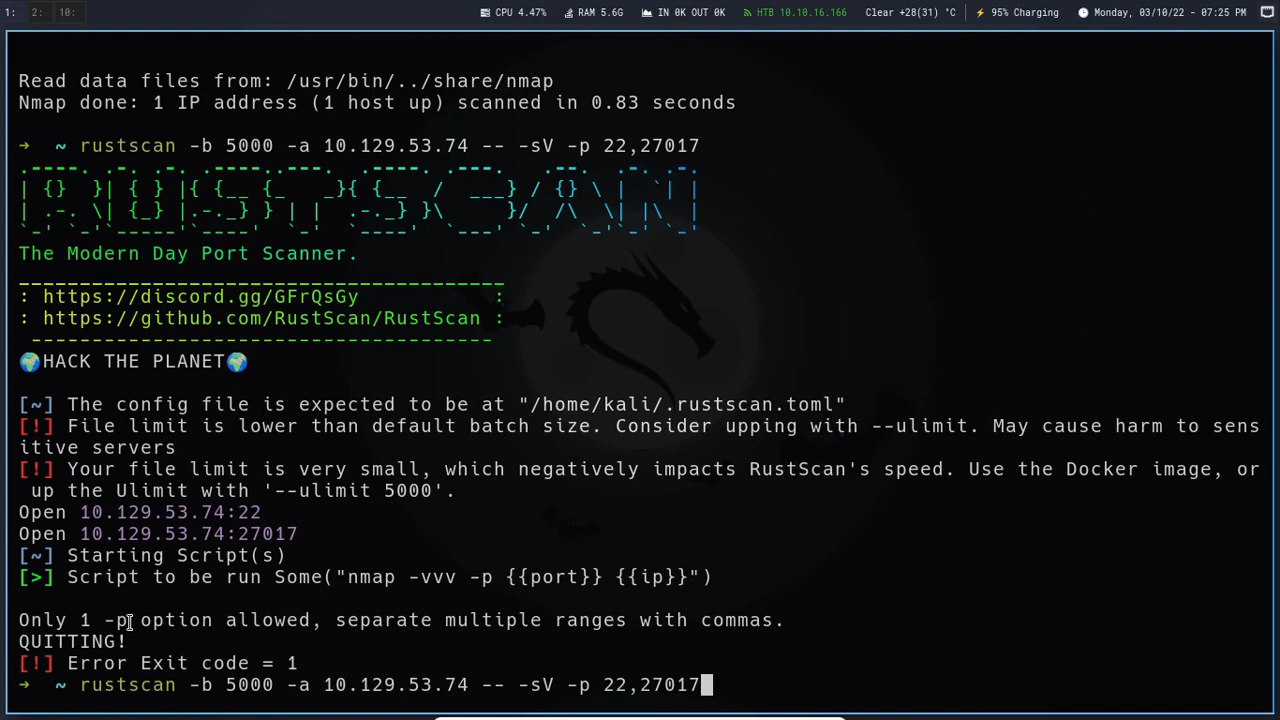 1: 2: 10: CPU 4.47% RAM 5.6G IN 0K OUT 0K HTB 10.10.16.166 Clear +28(31) °C 95% Charging Monday, 03/10/22 - 07:25 PM
Read data files from: /usr/bin/../share/nmap
Nmap done: 1 IP address (1 host up) scanned in 0.83 seconds
→ ~ rustscan -b 5000 -a 10.129.53.74 -- -sV -p 22,27017
.----. .-. .-. .----..---.  .----. .---.   .--.  .-. .-.
| {}  }| { } |{ {__ {_   _}{ {__  /  ___} / {} \ |  `| |
| .-. \| {_} |.-._} } | |  .-._} }\     }/  /\  \| |\  |
`-' `-'`-----'`----'  `-'  `----'  `---' `-'  `-'`-' `-'
The Modern Day Port Scanner.
________________________________________
: https://discord.gg/GFrQsGy           :
: https://github.com/RustScan/RustScan :
 --------------------------------------
🌍HACK THE PLANET🌍
[~] The config file is expected to be at "/home/kali/.rustscan.toml"
[!] File limit is lower than default batch size. Consider upping with --ulimit. May cause harm to sens
itive servers
[!] Your file limit is very small, which negatively impacts RustScan's speed. Use the Docker image, or
 up the Ulimit with '--ulimit 5000'.
Open 10.129.53.74:22
Open 10.129.53.74:27017
[~] Starting Script(s)
[>] Script to be run Some("nmap -vvv -p {{port}} {{ip}}")
Only 1 -p option allowed, separate multiple ranges with commas.
QUITTING!
[!] Error Exit code = 1
→ ~ rustscan -b 5000 -a 10.129.53.74 -- -sV -p 22,27017